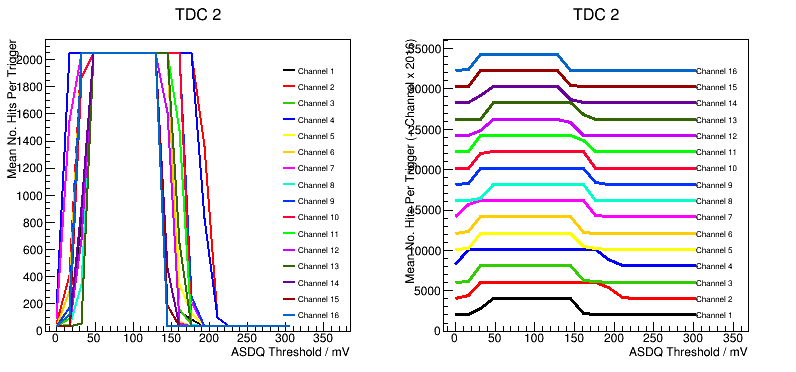 TDC 2
Mean No. Hits Per Trigger
2000
1800
1600
1400
1200
1000
800
600
400
200
0
0 50 100 150 200 250 300 350
ASDQ Threshold / mV
Channel 1
Channel 2
Channel 3
Channel 4
Channel 5
Channel 6
Channel 7
Channel 8
Channel 9
Channel 10
Channel 11
Channel 12
Channel 13
Channel 14
Channel 15
Channel 16
TDC 2
35000
30000
25000
20000
15000
10000
5000
0
0 50 100 150 200 250 300 350
ASDQ Threshold / mV
Mean No. Hits Per Trigger Channel x
Channel 16
Channel 15
Channel 14
Channel 13
Channel 12
Channel 11
Channel 10
Channel 9
Channel 8
Channel 7
Channel 6
Channel 5
Channel 4
Channel 3
Channel 2
Channel 1